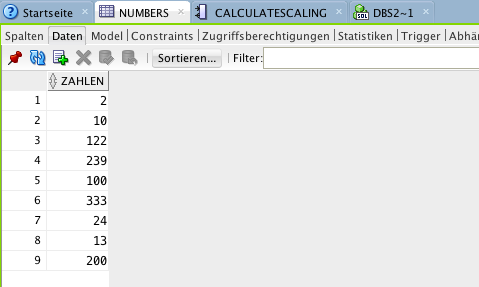 Startseite NUMBERS CALCULATESCALING DBS2~1
Spalten Daten Model Constraints Zugriffsberechtigungen Statistiken Trigger Abhär
Sortieren... Filter:
ZAHLEN
1 2
2 10
3 122
4 239
5 100
6 333
7 24
8 13
9 200